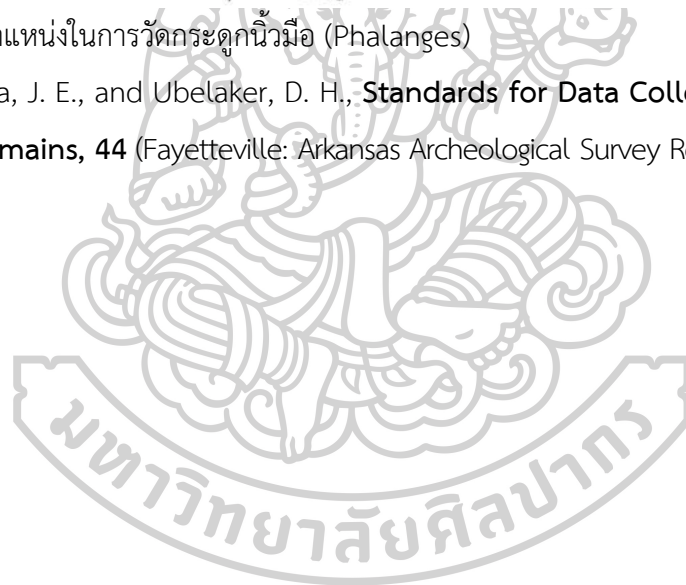 แหน่งในการวัดกระดูกนิ้วมือ (Phalanges)
a, J. E., and Ubelaker, D. H., Standards for Data Colle
mains, 44 (Fayetteville: Arkansas Archeological Survey R
มหาวิทยาลัยศิลปากร